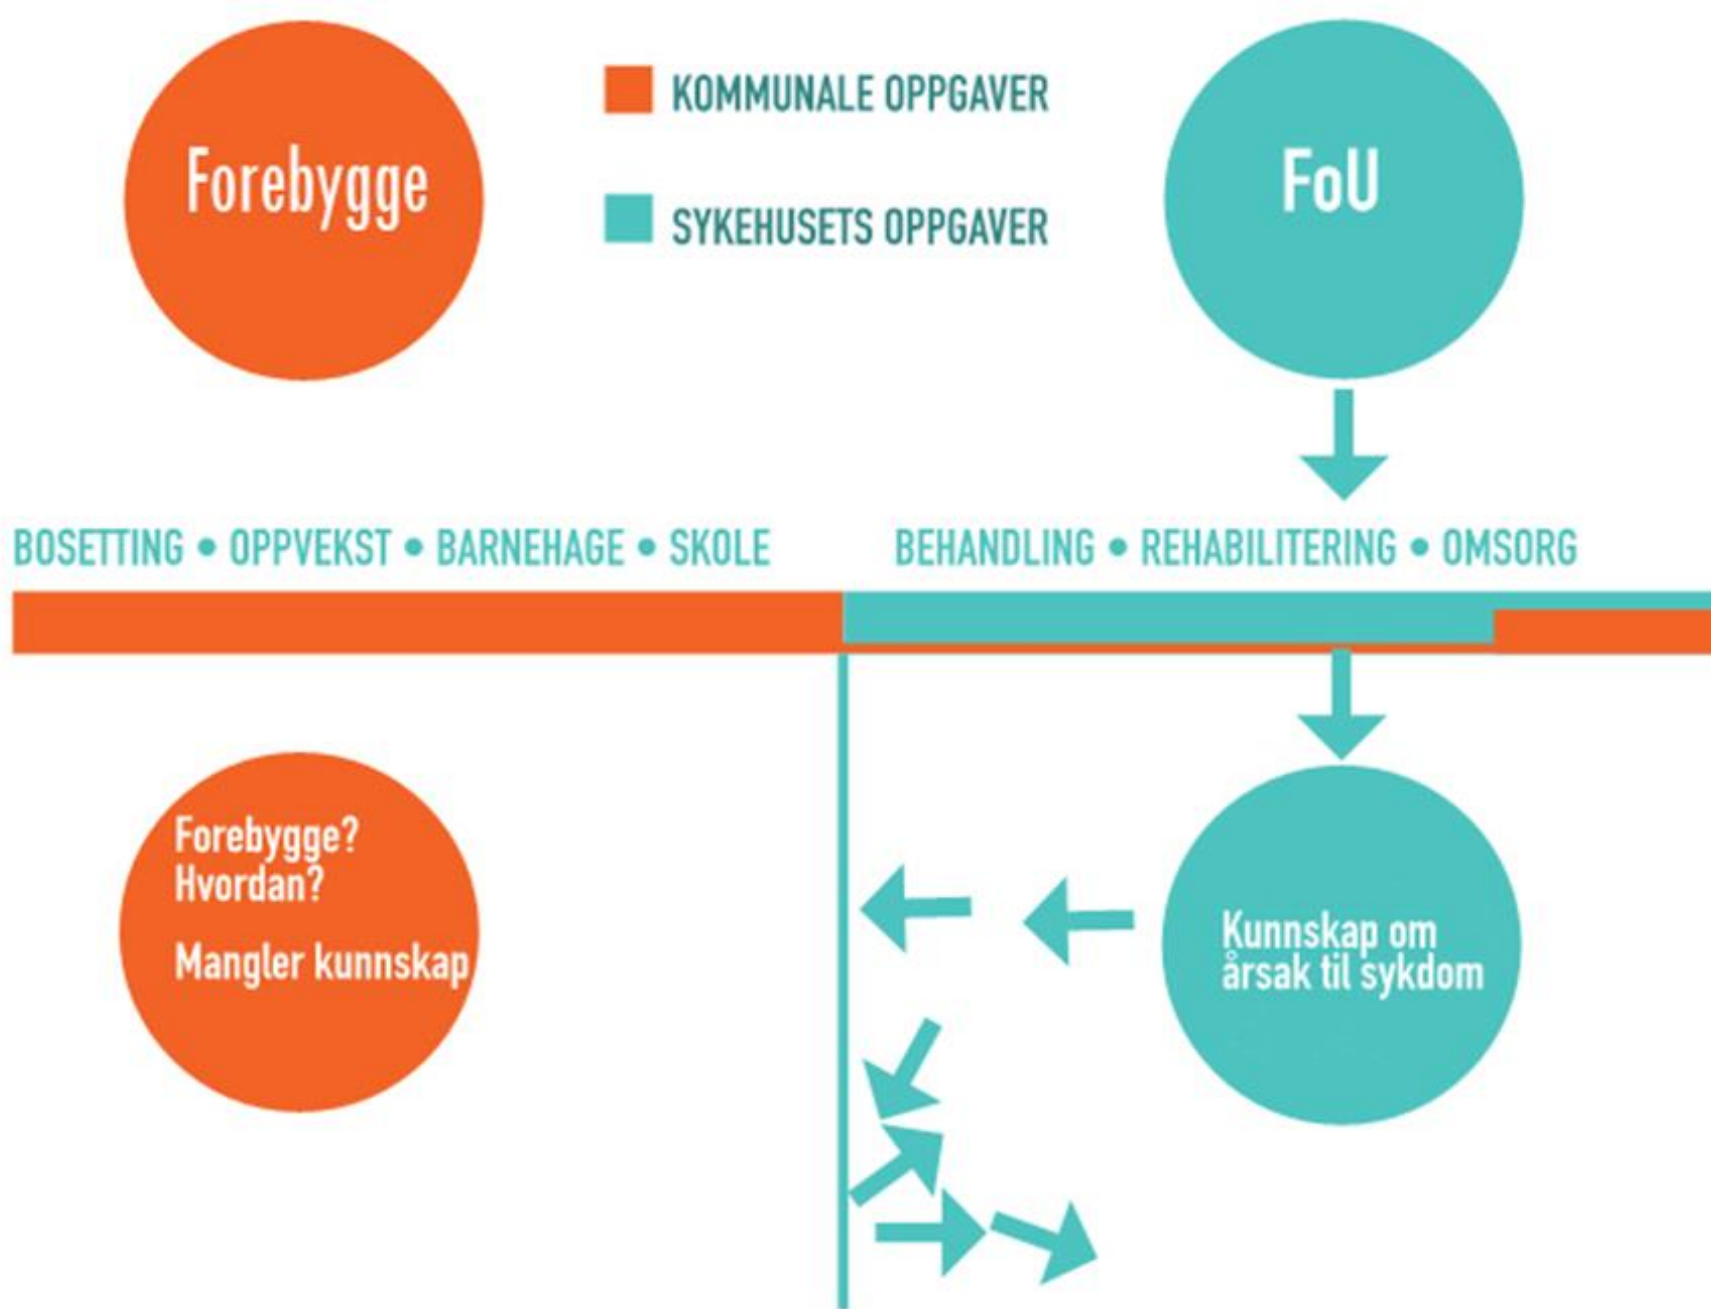 Forebygge
KOMMUNALE OPPGAVER
SYKEHUSETS OPPGAVER
FoU
BOSETTING • OPPVEKST • BARNEHAGE • SKOLE
BEHANDLING • REHABILITERING • OMSORG
Forebygge?
Hvordan?
Mangler kunnskap
Kunnskap om
årsak til sykdom